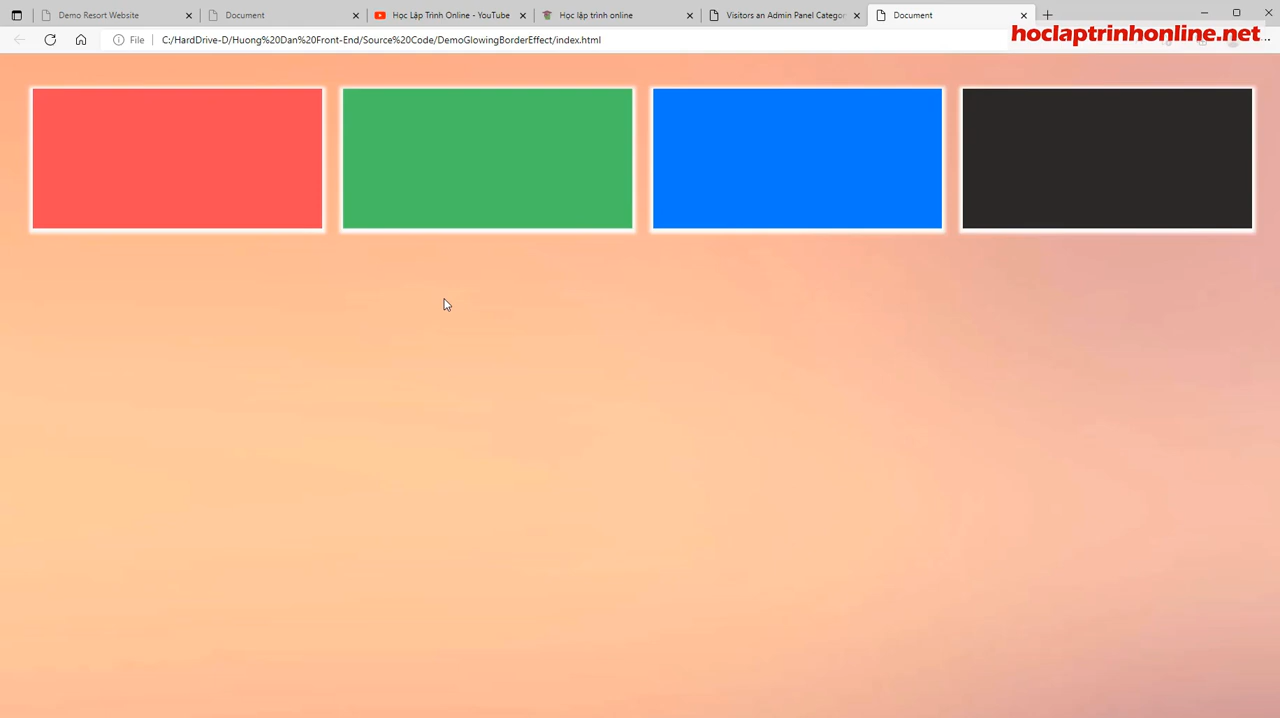 Demo Resort Website
Document
Học Lập Trình Online - YouTube
Học lập trình online
Visitors an Admin Panel Categor
Document
File
C:/HardDrive-D/Huong%20Dan%20Front-End/Source%20Code/DemoGlowingBorderEffect/index.html
hoclaptrinhonline.net